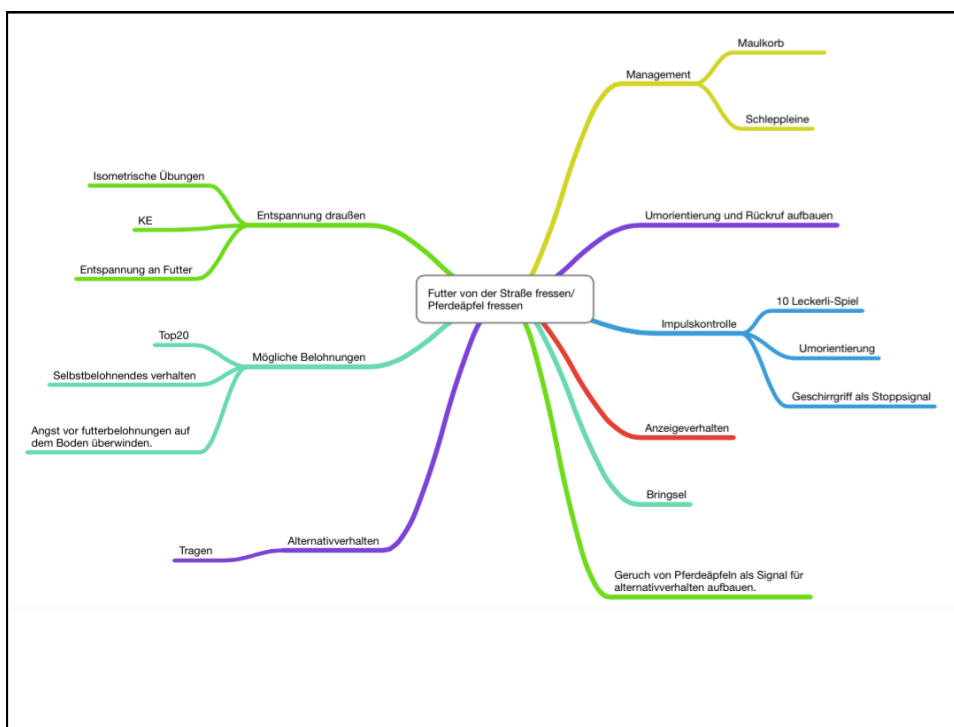 Maulkorb
Management
Schleppleine
Isometrische Übungen
KE
Entspannung draußen
Entspannung an Futter
Umorientierung und Rückruf aufbauen
Futter von der Straße fressen/
Pferdeäpfel fressen
10 Leckerli-Spiel
Impulskontrolle
Umorientierung
Geschirrgriff als Stoppsignal
Top20
Mögliche Belohnungen
Selbstbelohnendes verhalten
Angst vor futterbelohnungen auf
dem Boden überwinden.
Anzeigeverhalten
Bringsel
Tragen
Alternativverhalten
Geruch von Pferdeäpfeln als Signal für
alternativverhalten aufbauen.